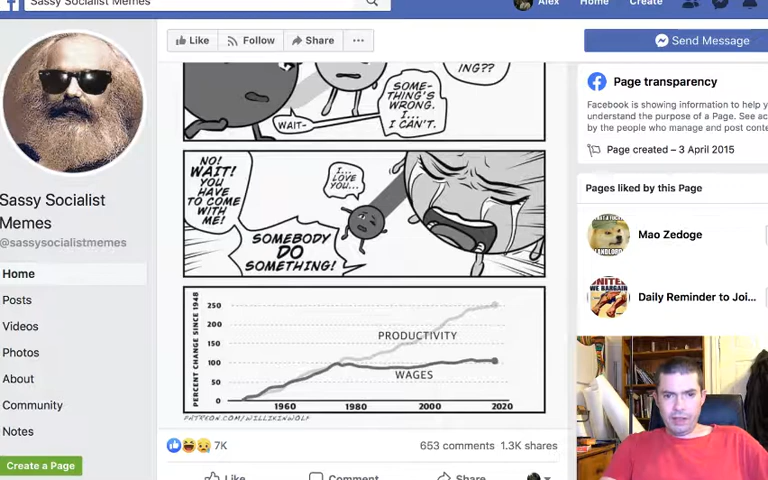 Sassy Socialist Memes
Alex
Home
Create
Like
Follow
Share
...
Send Message
ING??
SOME-
THING'S
WRONG.
I...
I CAN'T.
WAIT-
NO!
WAIT!
YOU
HAVE
TO COME
WITH
ME!
I...
LOVE
YOU...
SOMEBODY
DO
SOMETHING!
PERCENT CHANGE SINCE 1948
250
200
150
100
50
0
PRODUCTIVITY
WAGES
1960
1980
2000
2020
PATREON.COM/WILLIKINWOLF
7K
653 comments
1.3K shares
Like
Comment
Share
Sassy Socialist
Memes
@sassysocialistmemes
Home
Posts
Videos
Photos
About
Community
Notes
Create a Page
Page transparency
Facebook is showing information to help y
understand the purpose of a Page. See ac
by the people who manage and post conte
Page created – 3 April 2015
Pages liked by this Page
LANDLORD
Mao Zedoge
UNITE
WE BARGAIN
Daily Reminder to Joi...